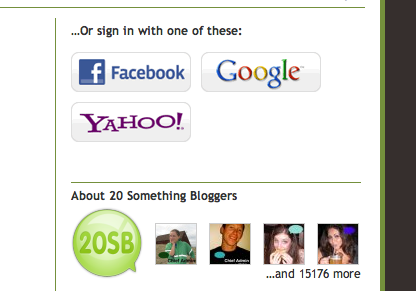 …Or sign in with one of these:
Facebook Google™
YAHOO!
About 20 Something Bloggers
20SB Chief Admin Chief Admin
…and 15176 more